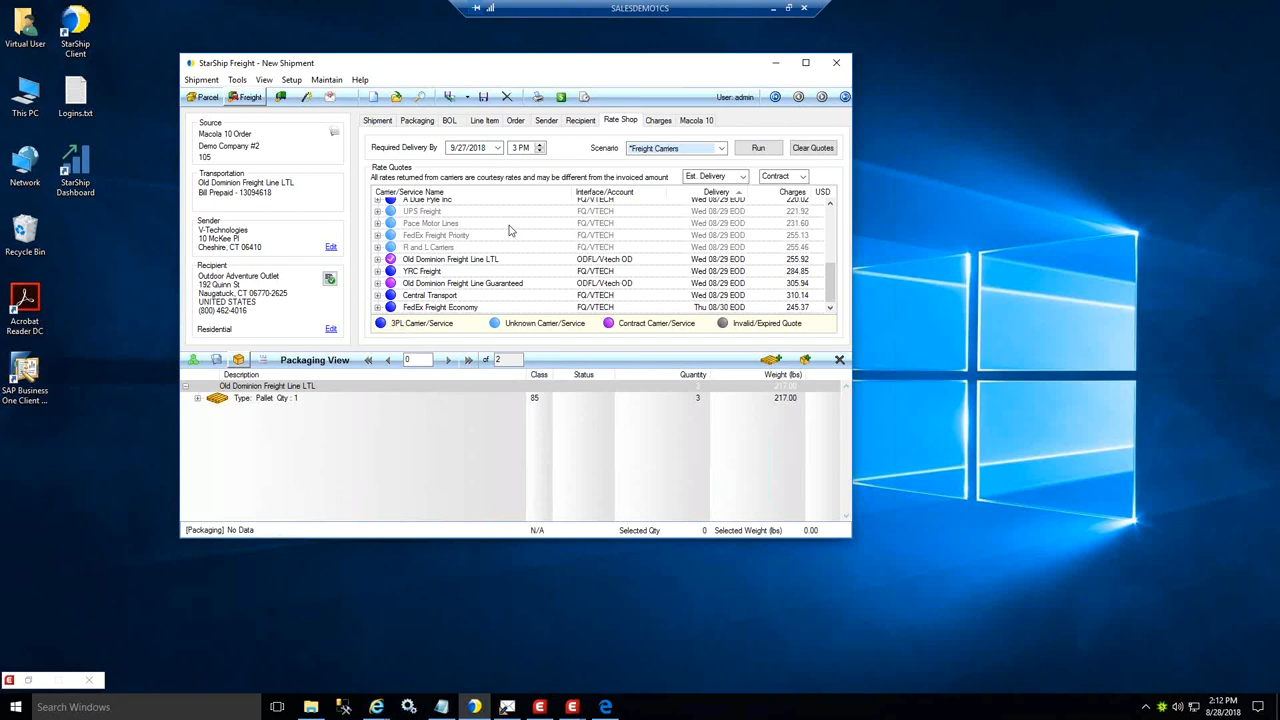 SALESDEMO1CS
Virtual User
StarShip Client
This PC
Logins.txt
Network
StarShip Dashboard
Recycle Bin
Acrobat Reader DC
SAP Business One Client ...
StarShip Freight - New Shipment
Shipment Tools View Setup Maintain Help
Parcel Freight User: admin
Source
Macola 10 Order
Demo Company #2
105
Transportation
Old Dominion Freight Line LTL
Bill Prepaid - 13094618
Sender
V-Technologies
10 McKee Pl
Cheshire, CT 06410 Edit
Recipient
Outdoor Adventure Outlet
192 Quinn St
Naugatuck, CT 06770-2625
UNITED STATES
(800) 462-4016
Residential Edit
Shipment Packaging BOL Line Item Order Sender Recipient Rate Shop Charges Macola 10
Required Delivery By 9/27/2018 3 PM Scenario *Freight Carriers Run Clear Quotes
Rate Quotes
All rates returned from carriers are courtesy rates and may be different from the invoiced amount Est. Delivery Contract
Carrier/Service Name Interface/Account Delivery Charges USD
A Duie Pyle Inc FQ/VTECH Wed 08/29 EOD 220.02
UPS Freight FQ/VTECH Wed 08/29 EOD 221.92
Pace Motor Lines FQ/VTECH Wed 08/29 EOD 231.60
FedEx Freight Priority FQ/VTECH Wed 08/29 EOD 255.13
R and L Carriers FQ/VTECH Wed 08/29 EOD 255.46
Old Dominion Freight Line LTL ODFL/V-tech OD Wed 08/29 EOD 255.92
YRC Freight FQ/VTECH Wed 08/29 EOD 284.85
Old Dominion Freight Line Guaranteed ODFL/V-tech OD Wed 08/29 EOD 305.94
Central Transport FQ/VTECH Wed 08/29 EOD 310.14
FedEx Freight Economy FQ/VTECH Thu 08/30 EOD 245.37
3PL Carrier/Service Unknown Carrier/Service Contract Carrier/Service Invalid/Expired Quote
Packaging View 0 of 2
Description Class Status Quantity Weight (lbs)
Old Dominion Freight Line LTL 3 217.00
Type: Pallet Qty : 1 85 3 217.00
[Packaging] No Data N/A Selected Qty 0 Selected Weight (lbs) 0.00
Search Windows
2:12 PM
8/28/2018